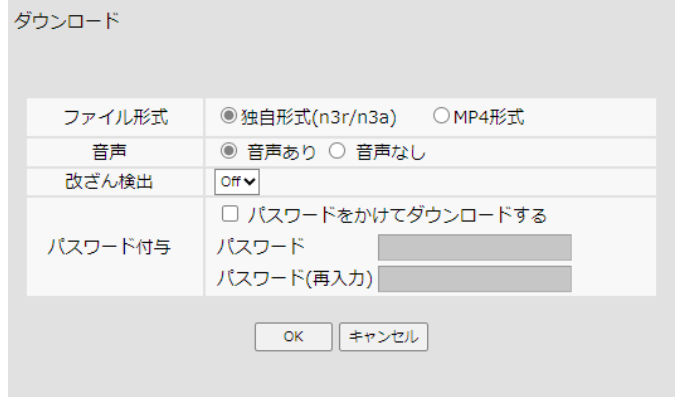 ダウンロード
ファイル形式 独自形式(n3r/n3a) MP4形式
音声 音声あり 音声なし
改ざん検出 Off
パスワードをかけてダウンロードする
パスワード付与 パスワード
パスワード(再入力)
OK キャンセル